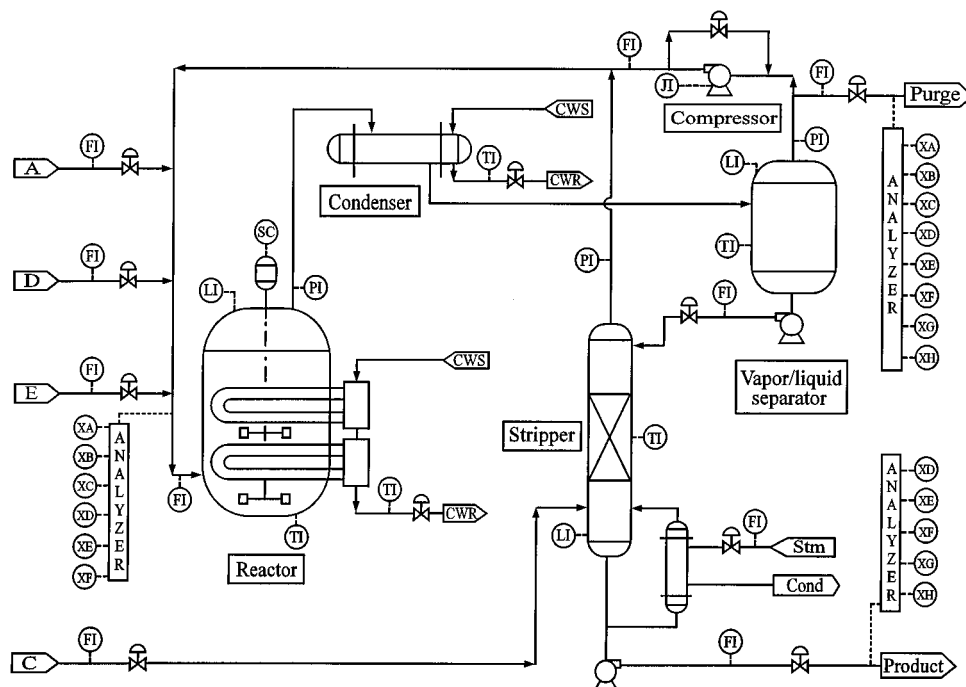 FI
FI
Purge
JI
Compressor
CWS
FI
PI
XA
A
TI
CWR
LI
XB
Condenser
ANALYZER
XC
SC
XD
FI
TI
D
LI
PI
PI
XE
FI
XF
XG
CWS
XH
FI
Vapor/liquid
separator
E
XA
ANALYZER
Stripper
TI
XB
XC
FI
TI
XD
ANALYZER
XD
CWR
XE
XE
TI
LI
FI
Stm
XF
XF
Reactor
Cond
XG
XH
FI
C
FI
Product